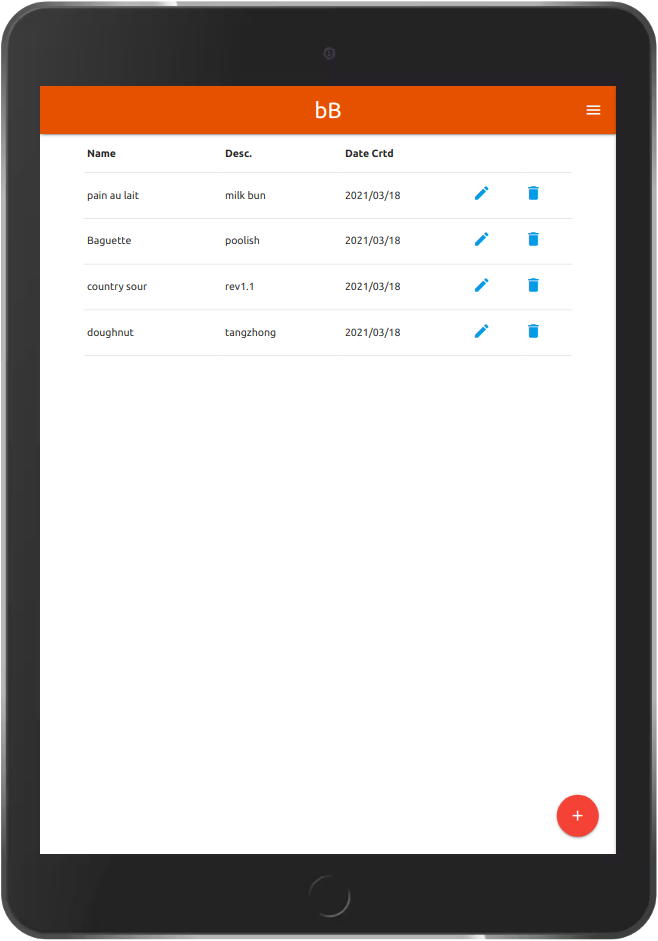 bB
Name Desc. Date Crtd
pain au lait milk bun 2021/03/18
Baguette poolish 2021/03/18
country sour rev1.1 2021/03/18
doughnut tangzhong 2021/03/18
+